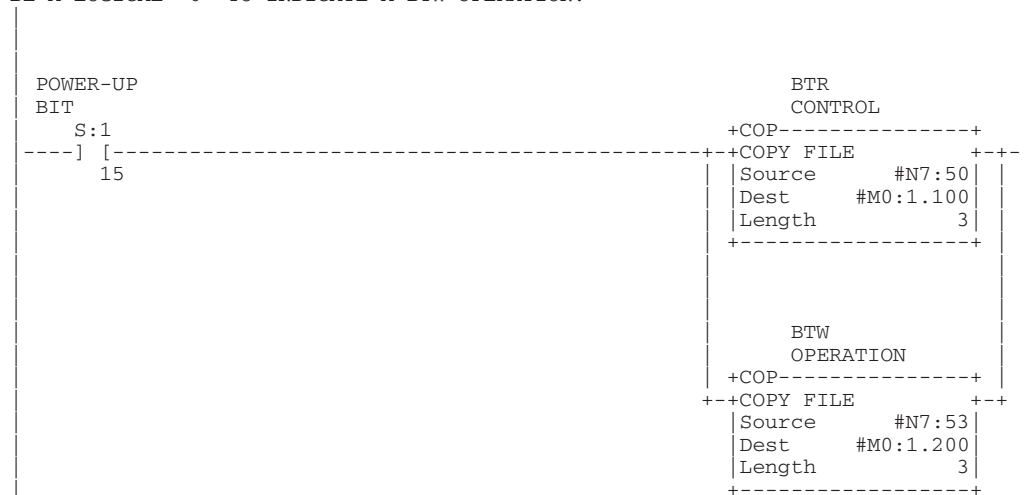 POWER-UP BTR
BIT CONTROL
S:1 +COP---------------+
----] [-----------------------------------------------+-+COPY FILE +-+-
15 | |Source #N7:50| |
| |Dest #M0:1.100| |
| |Length 3| |
| +------------------+ |
BTW
OPERATION
| +COP---------------+ |
+-+COPY FILE +-+
|Source #N7:53|
|Dest #M0:1.200|
|Length 3|
+------------------+